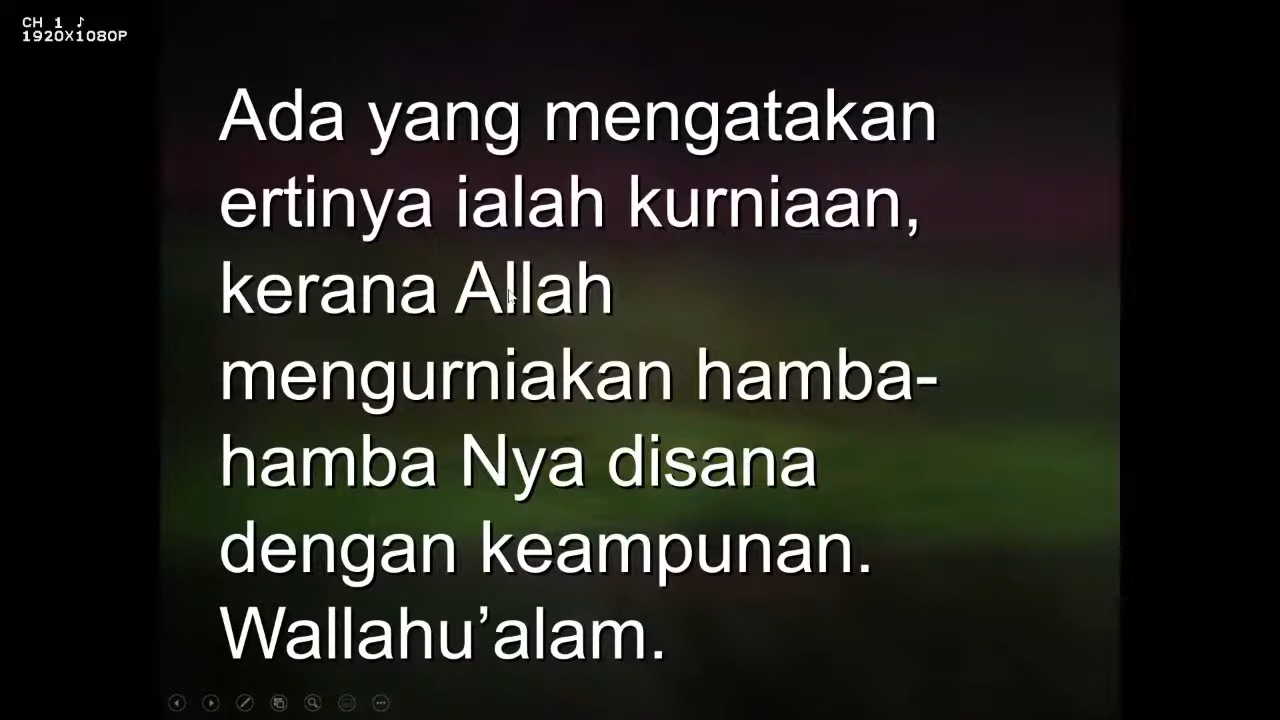 CH 1 ♪
1920X1080P
Ada yang mengatakan
ertinya ialah kurniaan,
kerana Allah
mengurniakan hamba-
hamba Nya disana
dengan keampunan.
Wallahu’alam.